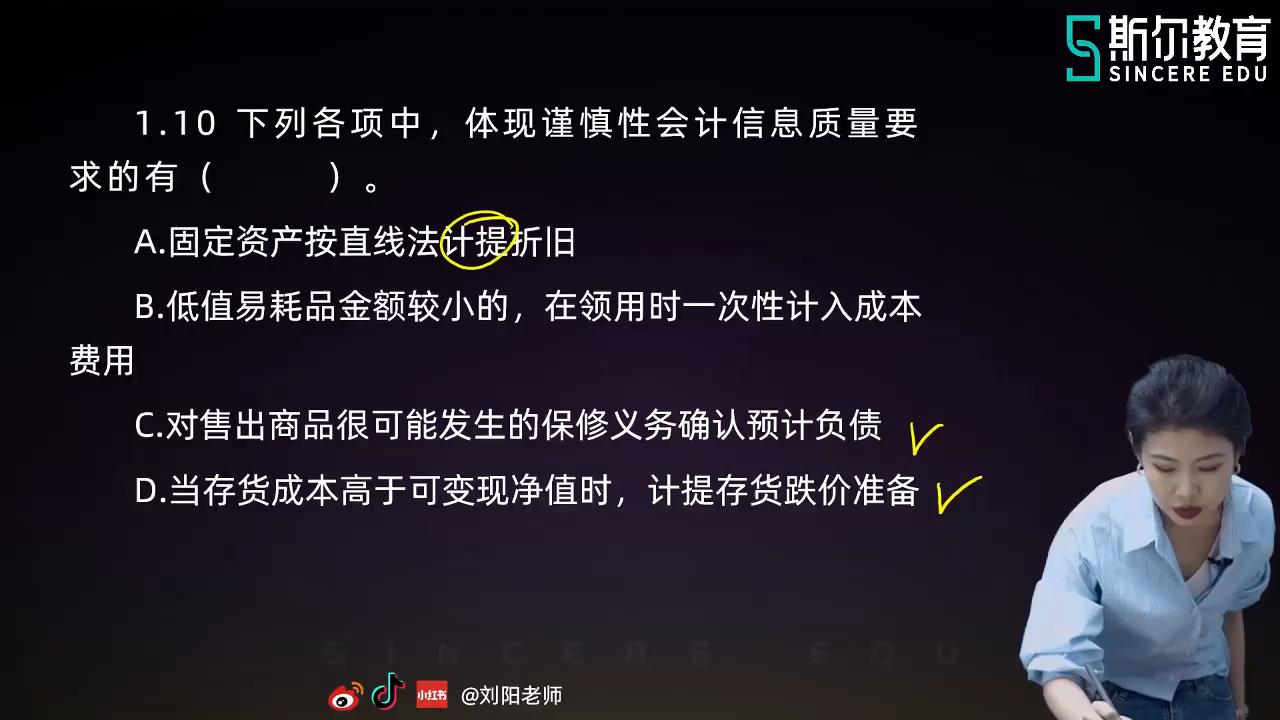 斯尔教育
SINCERE EDU
1.10 下列各项中，体现谨慎性会计信息质量要
求的有（ ）。
A.固定资产按直线法计提折旧
B.低值易耗品金额较小的，在领用时一次性计入成本
费用
C.对售出商品很可能发生的保修义务确认预计负债
D.当存货成本高于可变现净值时，计提存货跌价准备
SINCERE EDU
小红书 @刘阳老师